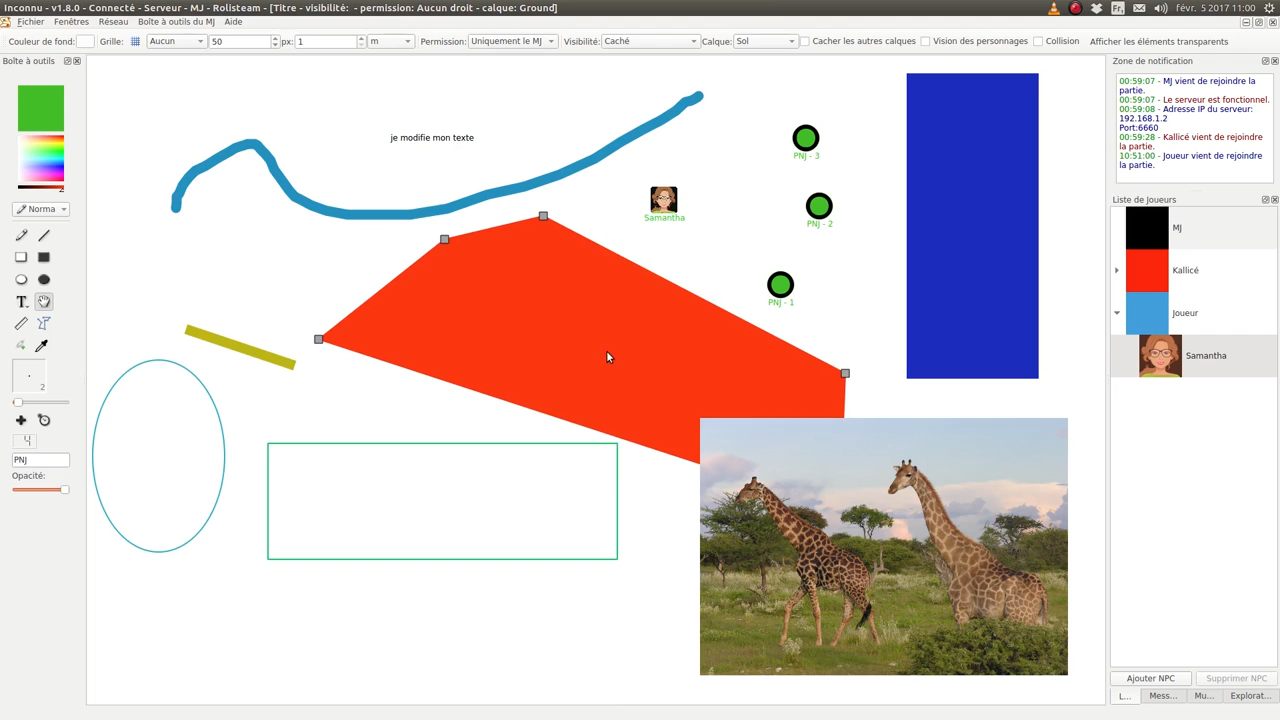 Inconnu - v1.8.0 - Connecté - Serveur - MJ - Rolisteam - [Titre - visibilité:  - permission: Aucun droit - calque: Ground]
Fr
févr. 5 2017 11:00
Fichier Fenêtres Réseau Boîte à outils du MJ Aide
Couleur de fond: Grille: Aucun 50 px: 1 m Permission: Uniquement le MJ Visibilité: Caché Calque: Sol Cacher les autres calques Vision des personnages Collision Afficher les éléments transparents
Boîte à outils
Norma
T
2
PNJ
Opacité:
je modifie mon texte
Samantha
PNJ - 3
PNJ - 2
PNJ - 1
Zone de notification
00:59:07 - MJ vient de rejoindre la
partie.
00:59:07 - Le serveur est fonctionnel.
00:59:08 - Adresse IP du serveur:
192.168.1.2
Port:6660
00:59:28 - Kallicé vient de rejoindre
la partie.
10:51:00 - Joueur vient de rejoindre
la partie.
Liste de Joueurs
MJ
Kallicé
Joueur
Samantha
Ajouter NPC Supprimer NPC
L... Mess... Mu... Explorat...